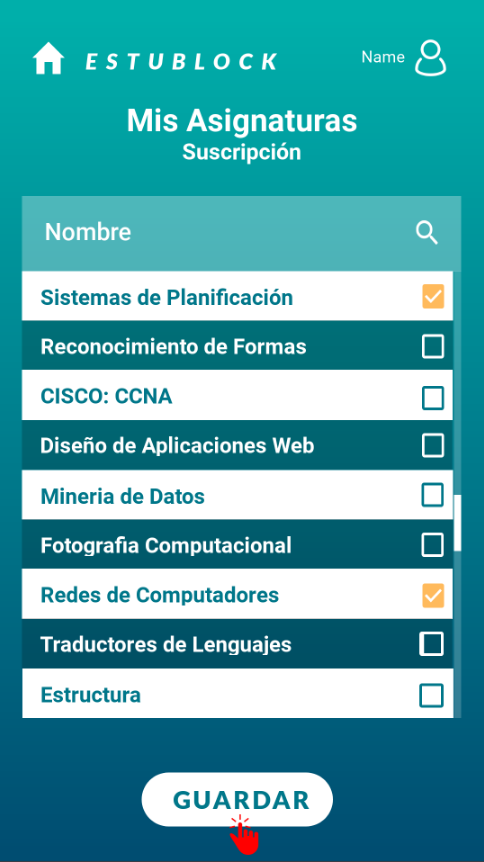 ESTUBLOCK
Name
Mis Asignaturas
Suscripción
Nombre
Sistemas de Planificación
Reconocimiento de Formas
CISCO: CCNA
Diseño de Aplicaciones Web
Mineria de Datos
Fotografia Computacional
Redes de Computadores
Traductores de Lenguajes
Estructura
GUARDAR